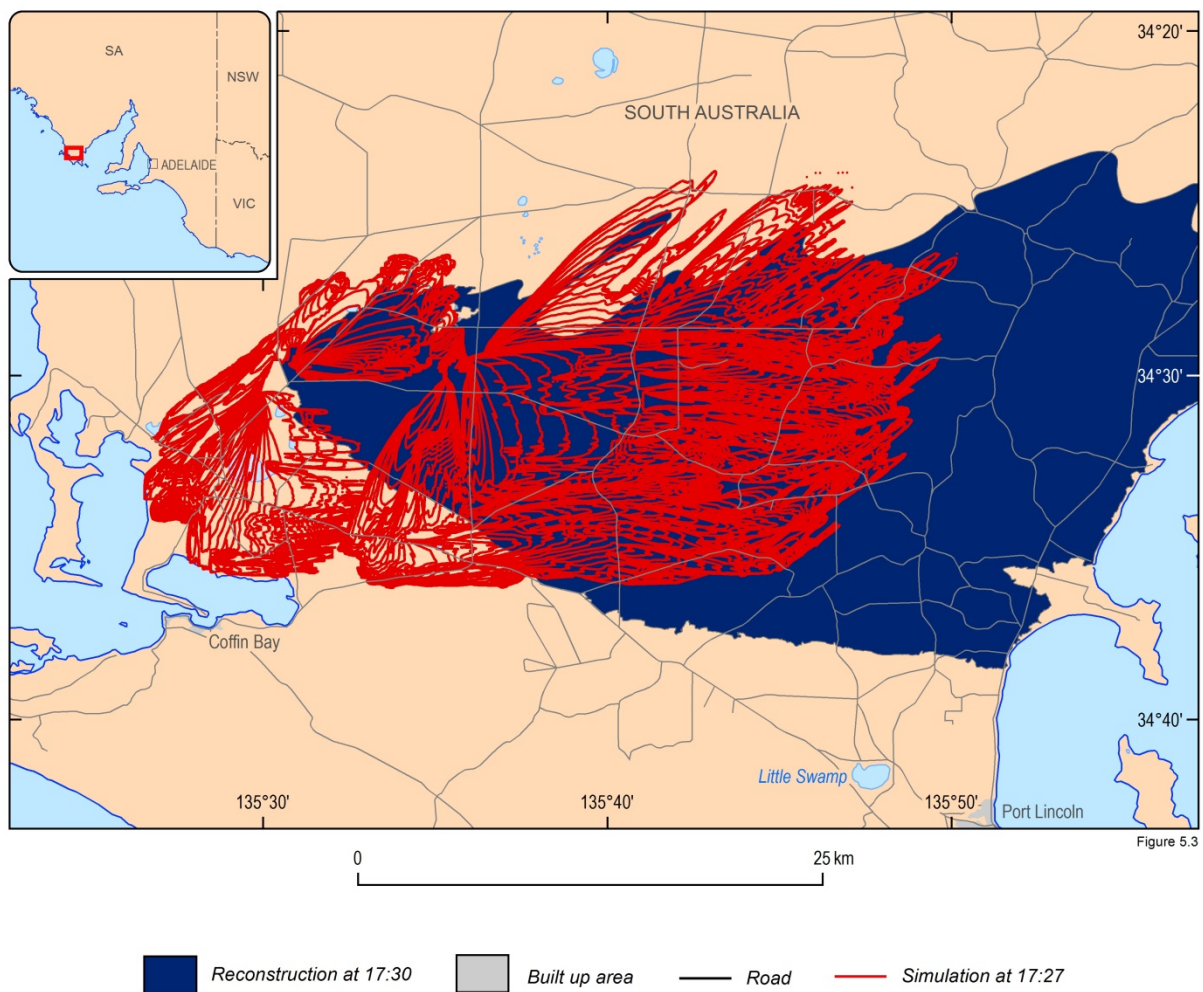 SA
NSW
ADELAIDE
VIC
34°20'
SOUTH AUSTRALIA
34°30'
Coffin Bay
34°40'
Little Swamp
135°30'
135°40'
135°50'
Port Lincoln
Figure 5.3
0
25 km
Reconstruction at 17:30
Built up area
Road
Simulation at 17:27